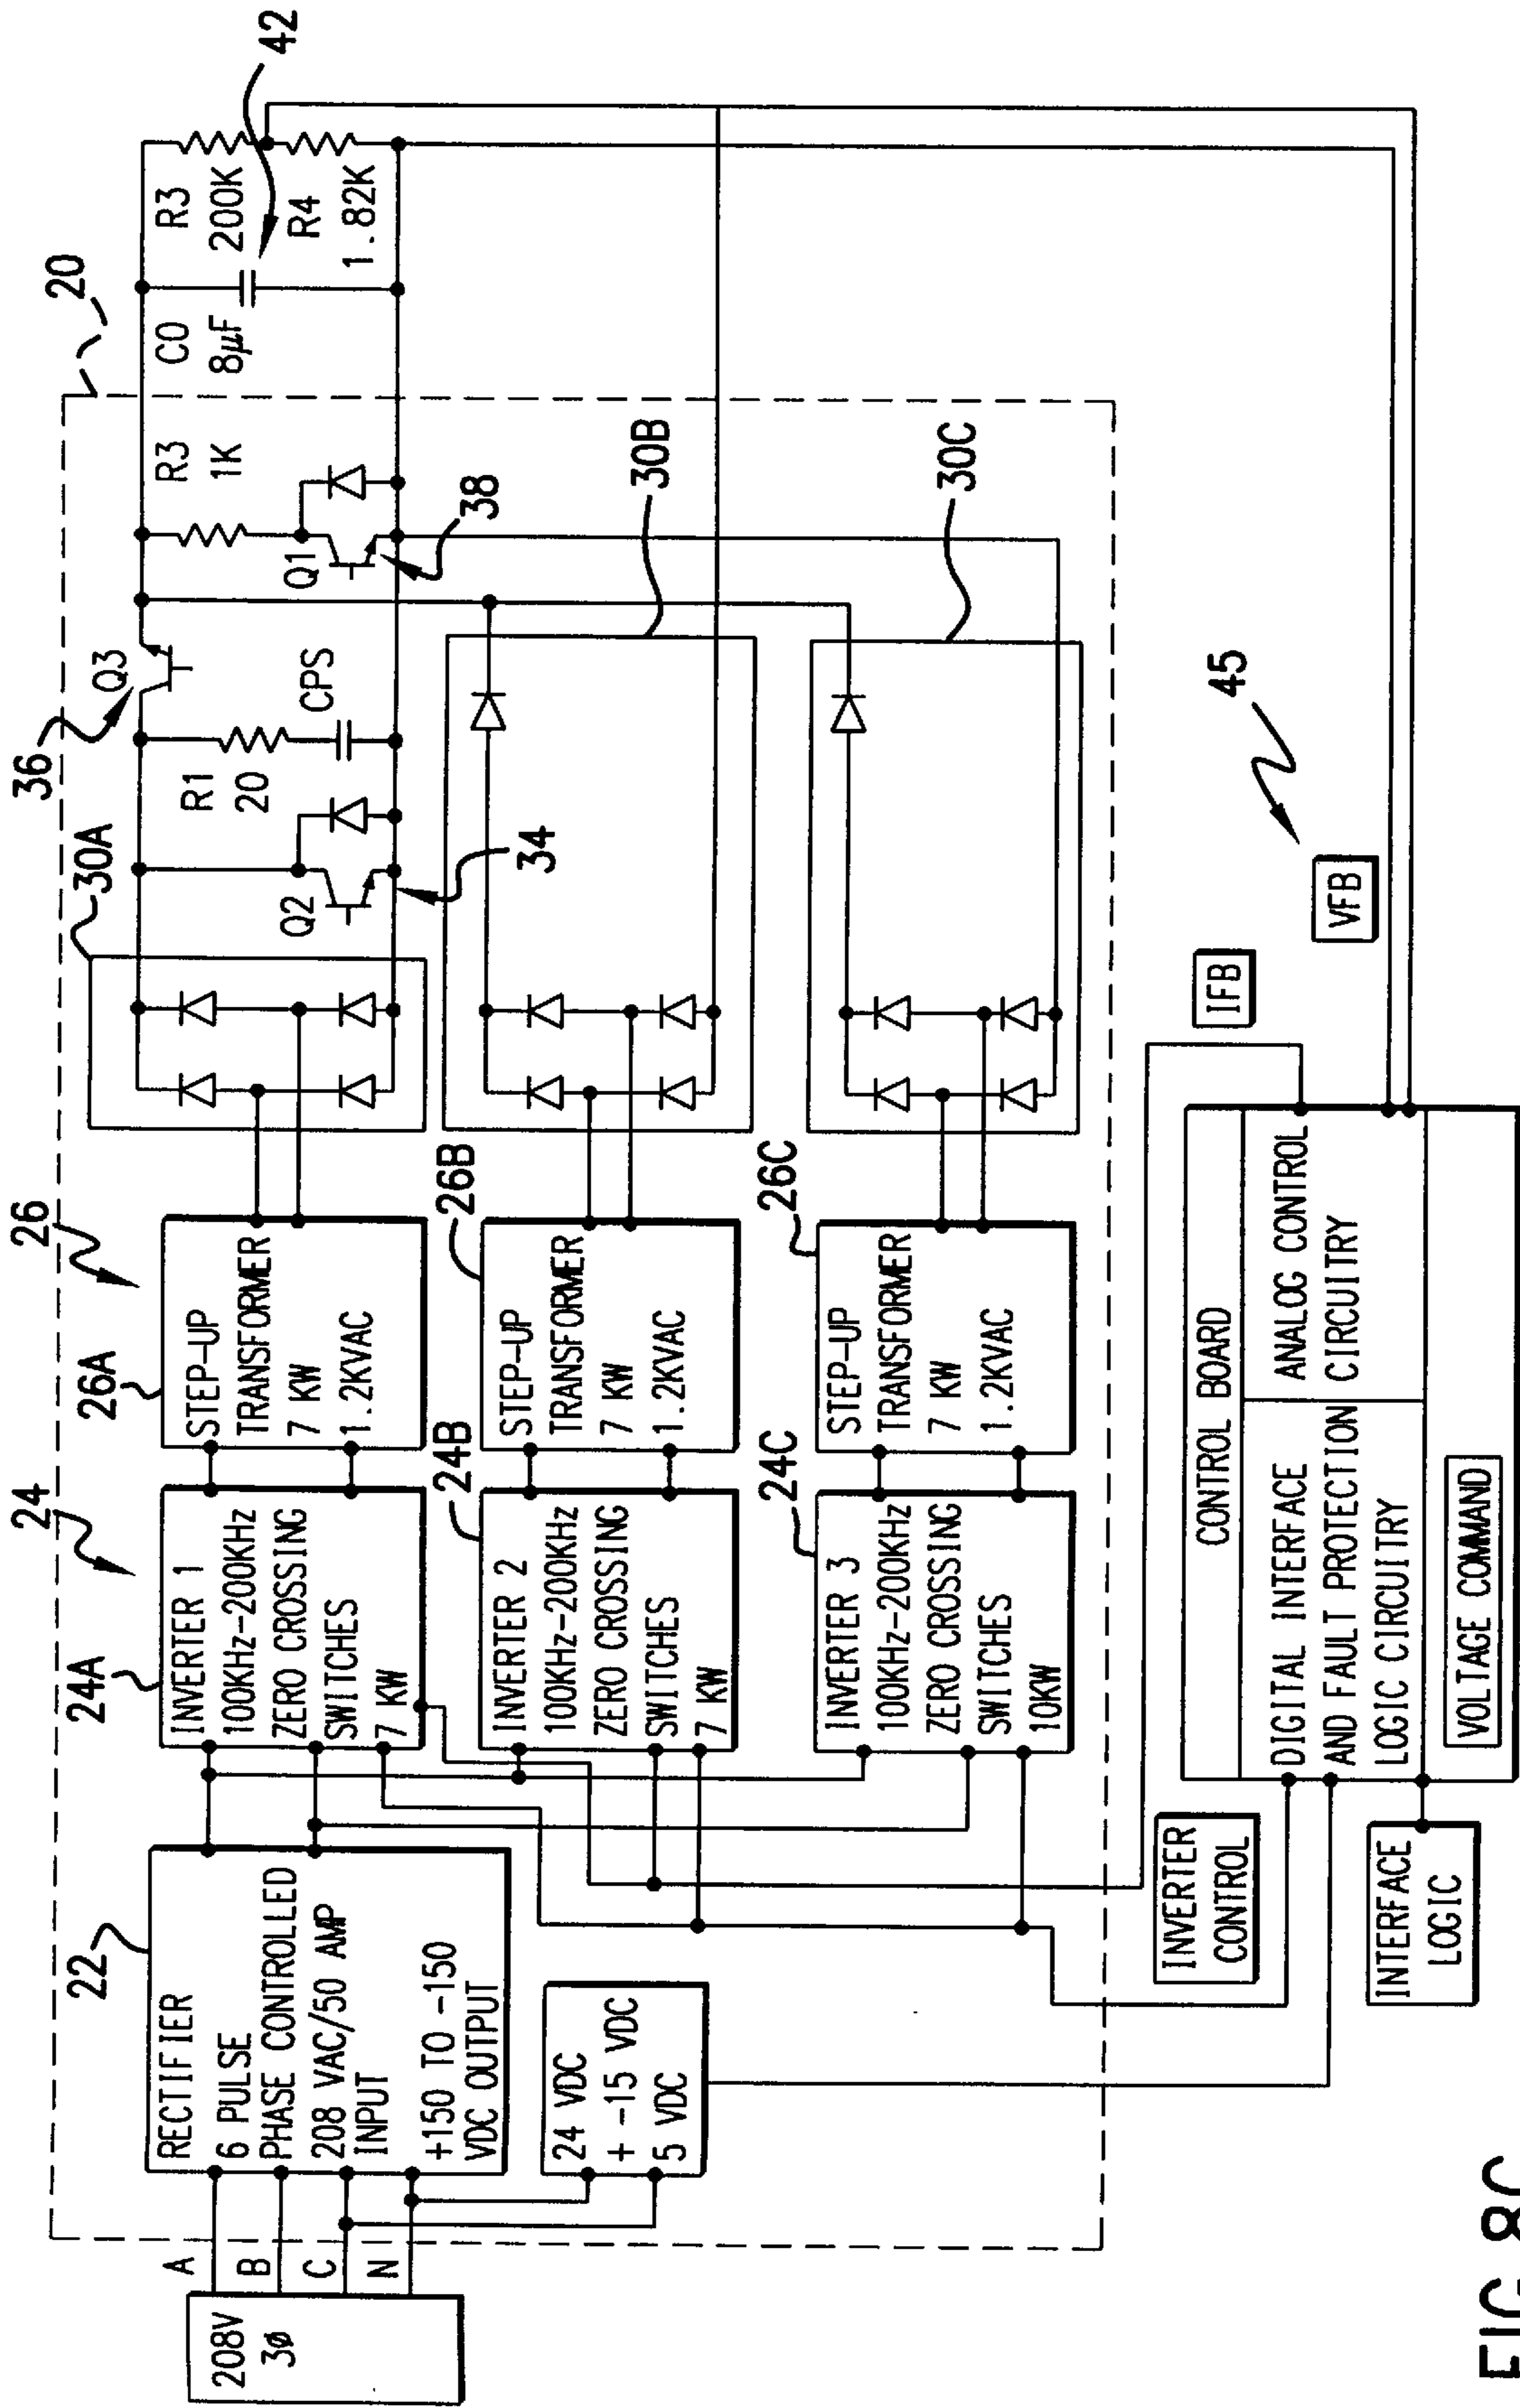 208V
3ø
A
B
C
N
22
RECTIFIER
6 PULSE
PHASE CONTROLLED
208 VAC/50 AMP
INPUT
+150 TO -150
VDC OUTPUT
24 VDC
+ -15 VDC
5 VDC
24
24A
INVERTER 1
100KHz-200KHz
ZERO CROSSING
SWITCHES
7 KW
24B
INVERTER 2
100KHz-200KHz
ZERO CROSSING
SWITCHES
7 KW
24C
INVERTER 3
100KHz-200KHz
ZERO CROSSING
SWITCHES
10KW
26
26A
STEP-UP
TRANSFORMER
7 KW
1.2KVAC
26B
STEP-UP
TRANSFORMER
7 KW
1.2KVAC
26C
STEP-UP
TRANSFORMER
7 KW
1.2KVAC
30A
36
Q3
R1
20
CPS
Q2
34
R3
1K
Q1
38
30B
30C
20
CO
8µF
R3
200K
R4
1.82K
42
45
VFB
IFB
INVERTER
CONTROL
INTERFACE
LOGIC
CONTROL BOARD
DIGITAL INTERFACE
AND FAULT PROTECTION
LOGIC CIRCUITRY
ANALOG CONTROL
CIRCUITRY
VOLTAGE COMMAND
FIG.8C